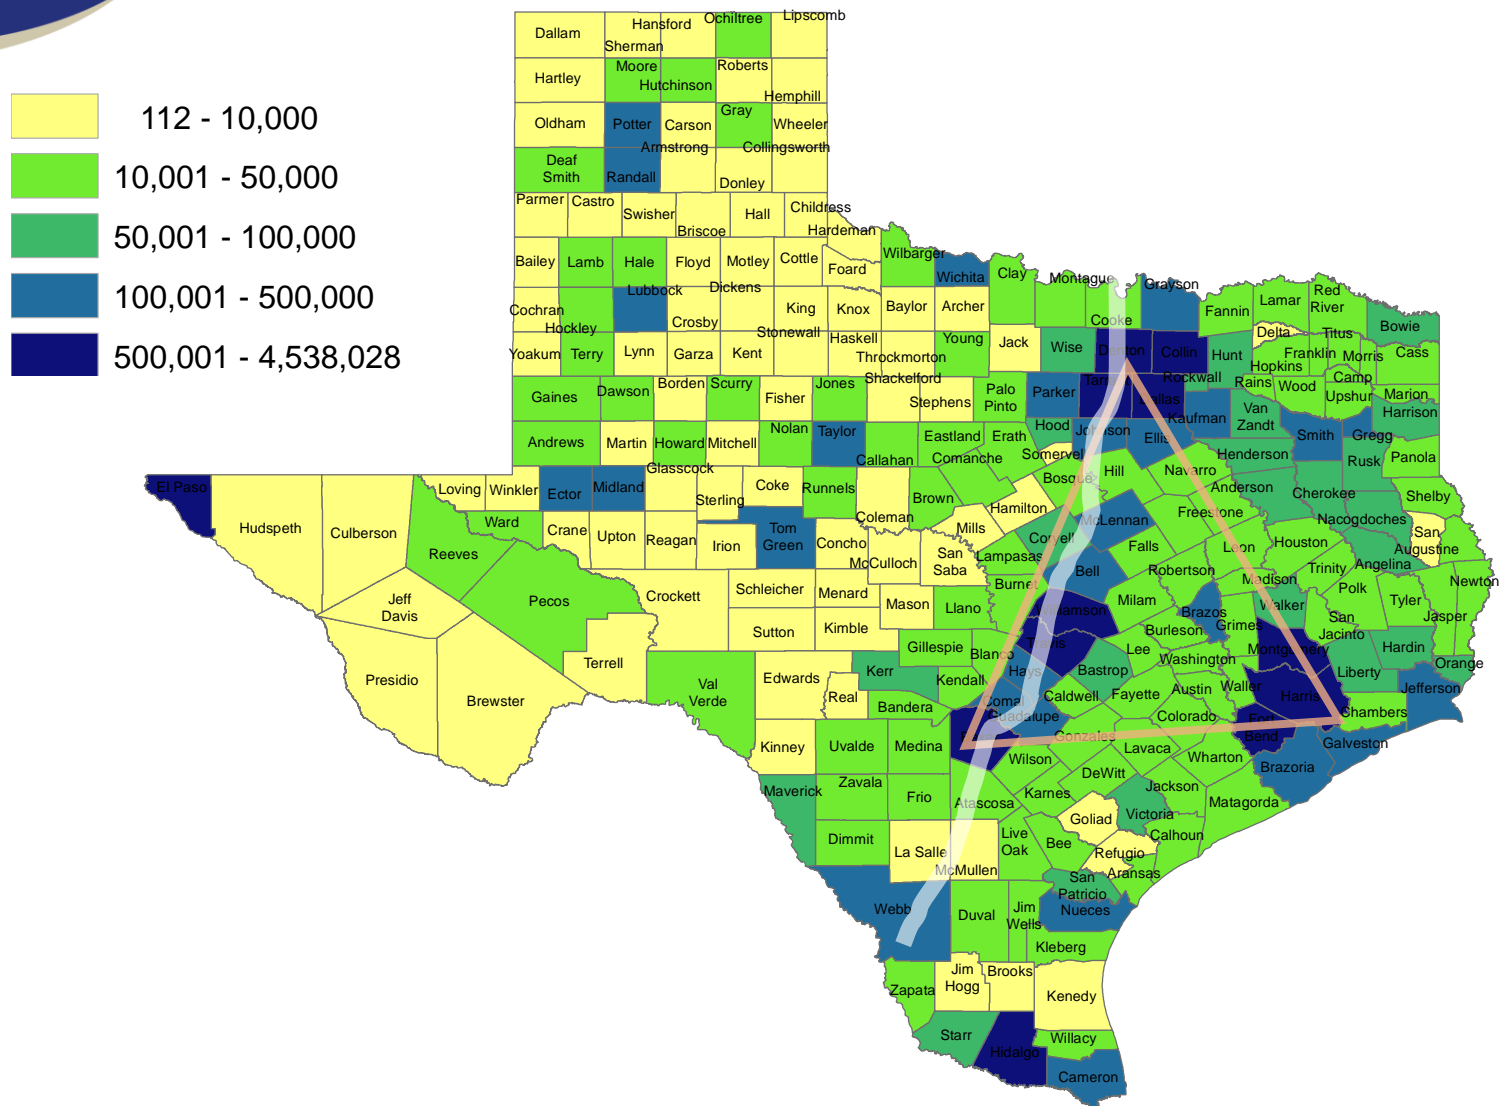 112 - 10,000
10,001 - 50,000
50,001 - 100,000
100,001 - 500,000
500,001 - 4,538,028
Dallam
Sherman
Hansford
Ochiltree
Lipscomb
Hartley
Moore
Hutchinson
Roberts
Hemphill
Oldham
Potter
Carson
Gray
Wheeler
Deaf
Smith
Randall
Armstrong
Donley
Collingsworth
Parmer
Castro
Swisher
Briscoe
Hall
Childress
Hardeman
Bailey
Lamb
Hale
Floyd
Motley
Cottle
Foard
Wilbarger
Wichita
Clay
Montague
Cooke
Grayson
Fannin
Lamar
Red
River
Bowie
Cochran
Hockley
Lubbock
Crosby
Dickens
King
Knox
Baylor
Archer
Delta
Titus
Yoakum
Terry
Lynn
Garza
Kent
Stonewall
Haskell
Throckmorton
Young
Jack
Wise
Denton
Collin
Hunt
Hopkins
Franklin
Morris
Cass
Gaines
Dawson
Borden
Scurry
Fisher
Jones
Shackelford
Stephens
Palo
Pinto
Parker
Tarr
Dallas
Rockwall
Rains
Wood
Camp
Upshur
Marion
Harrison
Andrews
Martin
Howard
Mitchell
Nolan
Taylor
Callahan
Eastland
Erath
Hood
Johnson
Ellis
Kaufman
Van
Zandt
Smith
Gregg
Comanche
Somervell
Henderson
Rusk
Panola
El Paso
Hudspeth
Culberson
Loving
Winkler
Ector
Midland
Glasscock
Sterling
Coke
Runnels
Coleman
Brown
Bosque
Hill
Navarro
Anderson
Cherokee
Shelby
Ward
Crane
Upton
Reagan
Irion
Tom
Green
Concho
McCulloch
Mills
Hamilton
McLennan
Freestone
Nacogdoches
San
Augustine
Reeves
San
Saba
Lampasas
Coryell
Bell
Falls
Leon
Houston
Angelina
Trinity
Jeff
Davis
Pecos
Crockett
Schleicher
Menard
Mason
Llano
Burnet
Williamson
Milam
Robertson
Madison
Walker
Polk
Tyler
Jasper
Newton
Brazos
Grimes
San
Jacinto
Sutton
Kimble
Gillespie
Blanco
Travis
Burleson
Lee
Washington
Montgomery
Hardin
Orange
Presidio
Brewster
Terrell
Val
Verde
Edwards
Real
Kerr
Bandera
Kendall
Hays
Bastrop
Caldwell
Fayette
Austin
Waller
Harris
Liberty
Jefferson
Comal
Guadalupe
Colorado
Fort
Bend
Chambers
Kinney
Uvalde
Medina
Gonzales
Lavaca
Wharton
Galveston
Brazoria
Wilson
DeWitt
Maverick
Zavala
Frio
Atascosa
Karnes
Jackson
Matagorda
Goliad
Victoria
Calhoun
Dimmit
La Salle
McMullen
Live
Oak
Bee
Refugio
Aransas
San
Patricio
Webb
Duval
Jim
Wells
Nueces
Kleberg
Zapata
Jim
Hogg
Brooks
Kenedy
Starr
Hidalgo
Willacy
Cameron